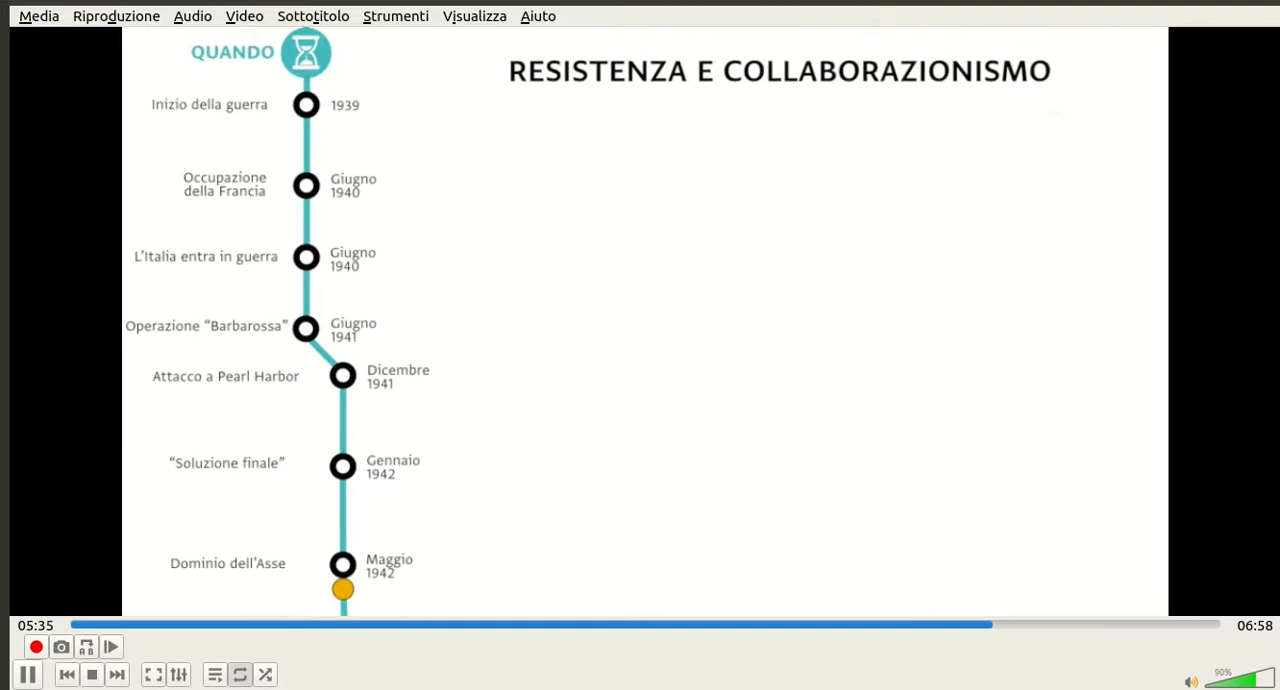 Media Riproduzione Audio Video Sottotitolo Strumenti Visualizza Aiuto
QUANDO
RESISTENZA E COLLABORAZIONISMO
Inizio della guerra 1939
Occupazione
della Francia
Giugno
1940
L'Italia entra in guerra
Giugno
1940
Operazione “Barbarossa”
Giugno
1941
Attacco a Pearl Harbor
Dicembre
1941
“Soluzione finale”
Gennaio
1942
Dominio dell'Asse
Maggio
1942
05:35 06:58
A B
90%